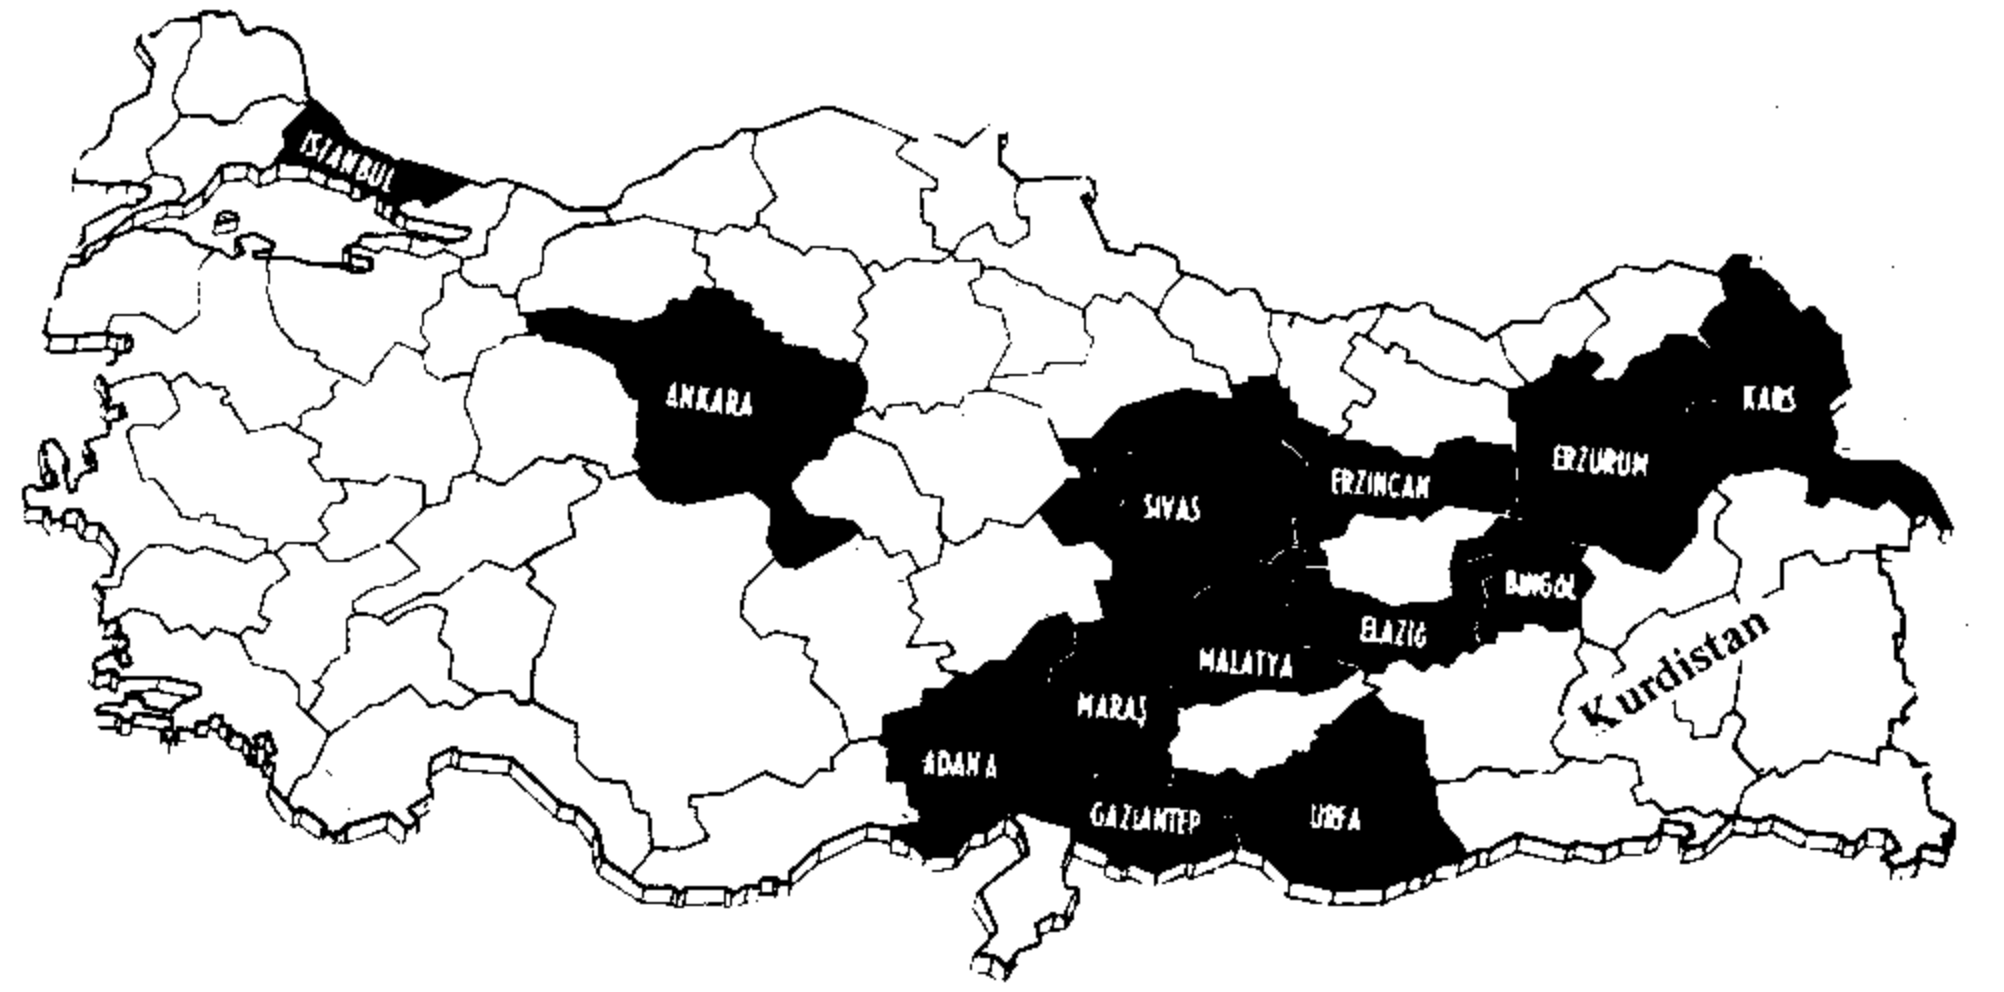 ISTANBUL
ANKARA
KARS
ERZURUM
ERZINCAN
SIVAS
BINGÖL
ELAZIG
MALATYA
Kurdistan
MARAŞ
ADANA
GAZIANTEP
URFA